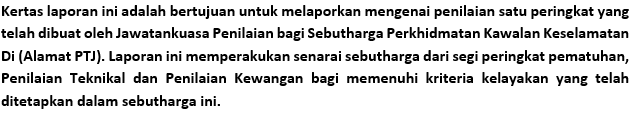 Kertas laporan ini adalah bertujuan untuk melaporkan mengenai penilaian satu peringkat yang
telah dibuat oleh Jawatankuasa Penilaian bagi Sebutharga Perkhidmatan Kawalan Keselamatan
Di (Alamat PTJ). Laporan ini memperakukan senarai sebutharga dari segi peringkat pematuhan,
Penilaian Teknikal dan Penilaian Kewangan bagi memenuhi kriteria kelayakan yang telah
ditetapkan dalam sebutharga ini.